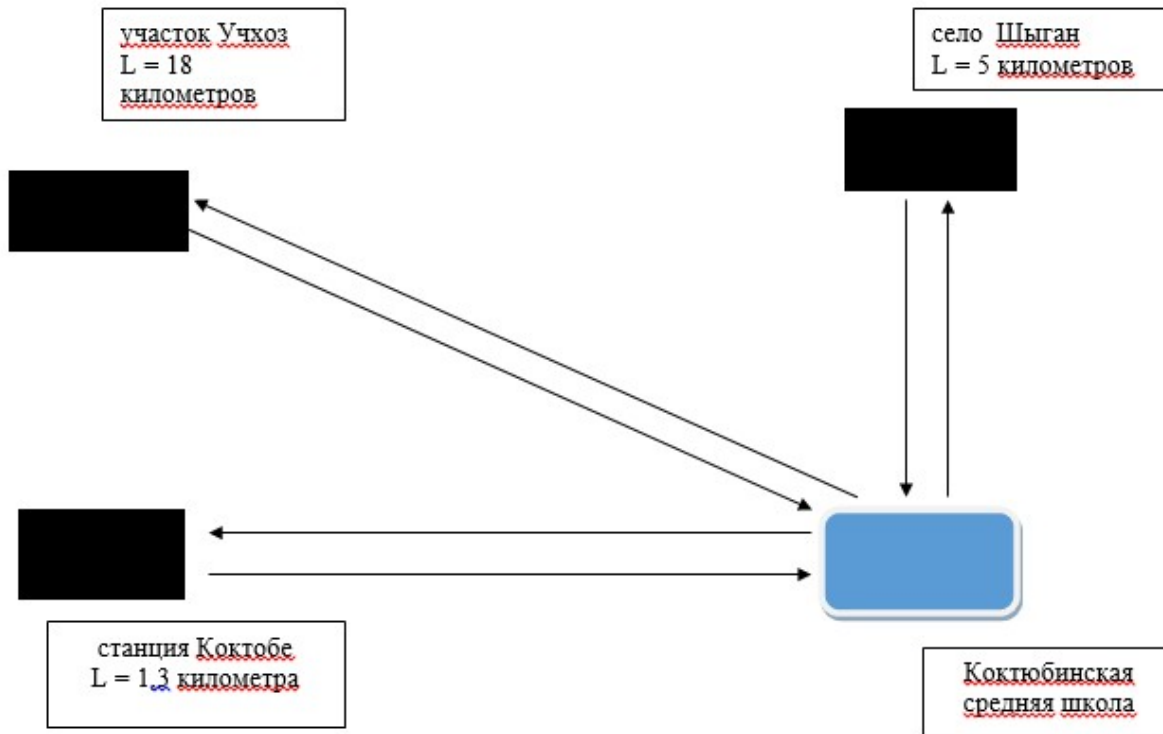 участок Учхоз
L = 18
километров
село Шыган
L = 5 километров
станция Коктобе
L = 1,3 километра
Коктюбинская
средняя школа